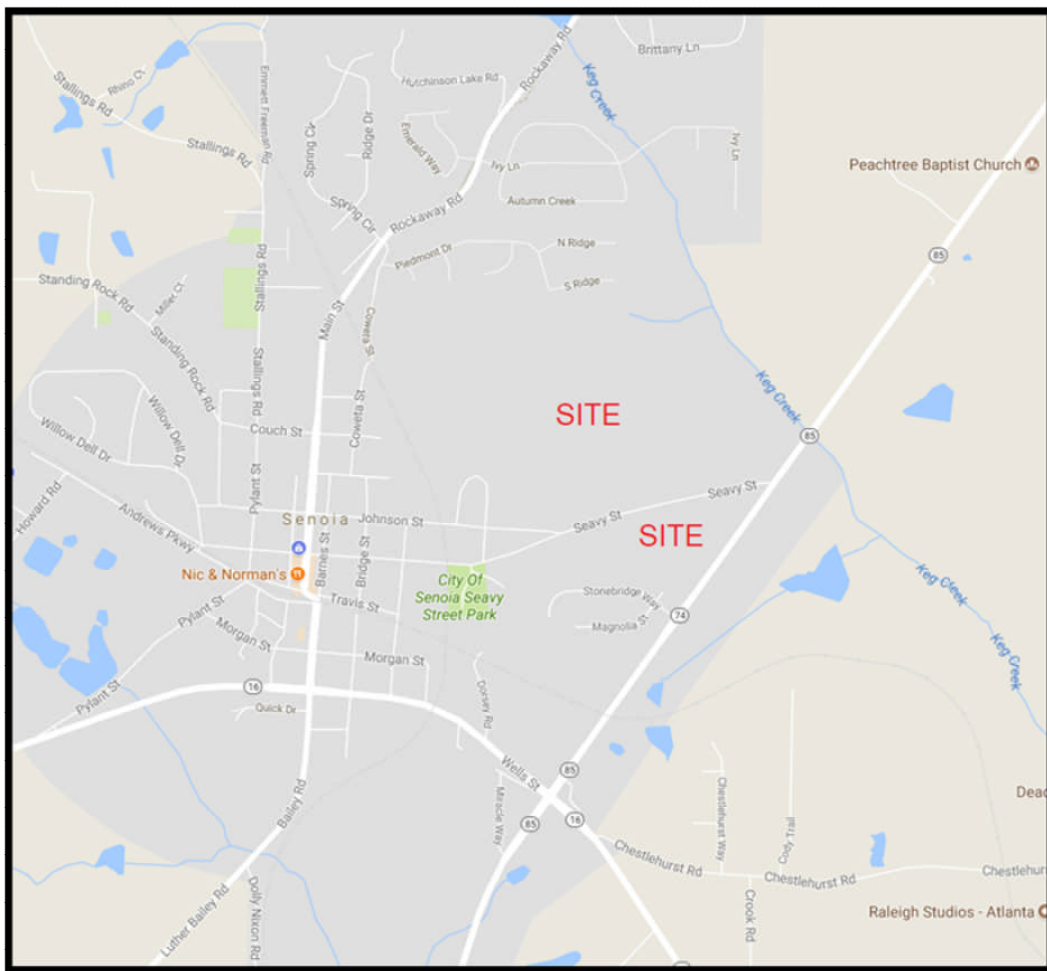 Brittany Ln
Rockaway Rd
Hutchinson Lake Rd
Keg Creek
Stallings Rd
Rhino Ct
Emmett Freeman Rd
Spring Cir
Ridge Dr
Emerald Way
Ivy Ln
Ivy Ln
Stallings Rd
Peachtree Baptist Church
Autumn Creek
Spring Cir
Rockaway Rd
Piedmont Dr
N Ridge
S Ridge
85
Standing Rock Rd
Miller Ct
Stallings Rd
Main St
Coweta St
Standing Rock Rd
Stallings Rd
Keg Creek
SITE
Coweta St
Couch St
85
Willow Dell Dr
Willow Dell Dr
Pylant St
Seavy St
Howard Rd
Andrews Pkwy
Senoia
Johnson St
Seavy St
SITE
Barnes St
Bridge St
Nic & Norman's
City Of
Senoia Seavy
Street Park
Keg Creek
Travis St
Stonebridge Way
Magnolia St
74
Pylant St
Morgan St
Morgan St
Keg Creek
Pylant St
16
Quick Dr
Dorsey Rd
Wells St
85
Miracle Way
85
16
Chestlehurst Way
Cody Trail
Dead
Bailey Rd
Chestlehurst Rd
Chestlehurst Rd
Chestlehurst
Luther Bailey Rd
Dolly Nixon Rd
Crook Rd
Raleigh Studios - Atlanta